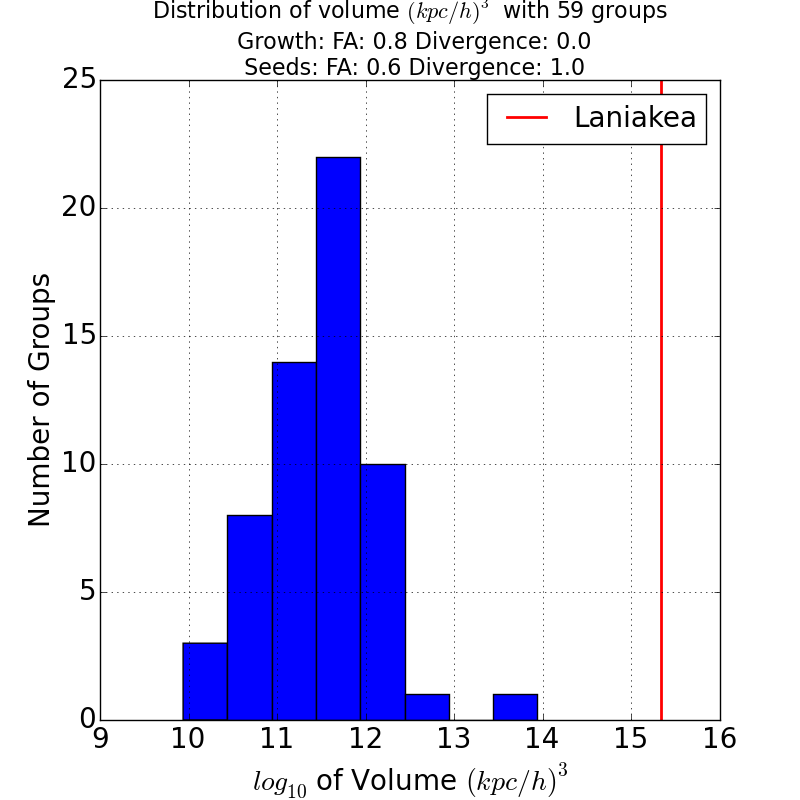 Distribution of volume (kpc/h)³ with 59 groups
Growth: FA: 0.8 Divergence: 0.0
Seeds: FA: 0.6 Divergence: 1.0
Laniakea
Number of Groups
25
20
15
10
5
0
9 10 11 12 13 14 15 16
log₁₀ of Volume (kpc/h)³